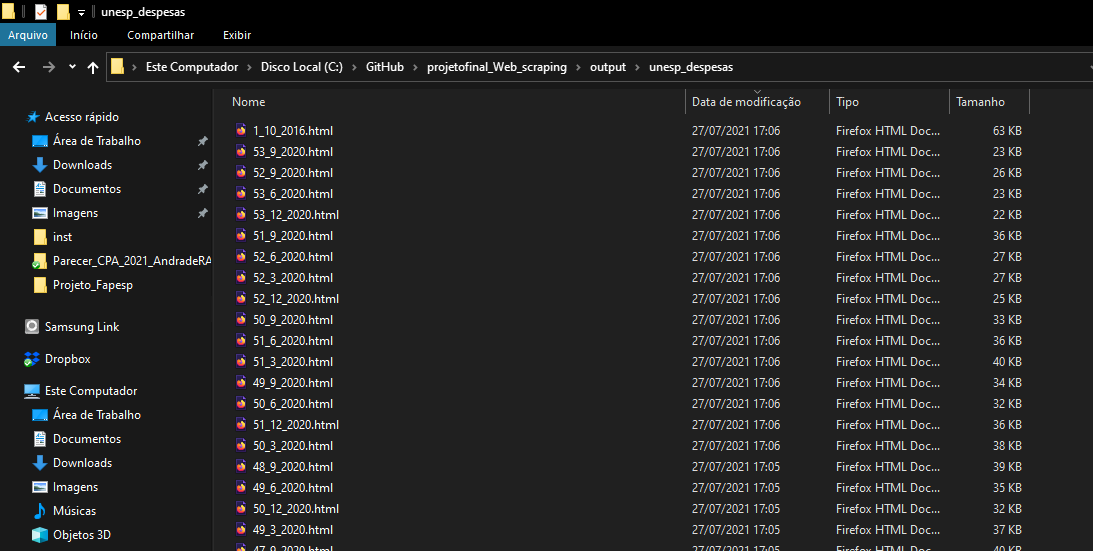 unesp_despesas
Arquivo Início Compartilhar Exibir
Este Computador Disco Local (C:) GitHub projetofinal_Web_scraping output unesp_despesas
Nome Data de modificação Tipo Tamanho
Acesso rápido
Área de Trabalho
Downloads
Documentos
Imagens
inst
Parecer_CPA_2021_AndradeRA
Projeto_Fapesp
Samsung Link
Dropbox
Este Computador
Área de Trabalho
Documentos
Downloads
Imagens
Músicas
Objetos 3D
1_10_2016.html 27/07/2021 17:06 Firefox HTML Doc... 63 KB
53_9_2020.html 27/07/2021 17:06 Firefox HTML Doc... 23 KB
52_9_2020.html 27/07/2021 17:06 Firefox HTML Doc... 26 KB
53_6_2020.html 27/07/2021 17:06 Firefox HTML Doc... 23 KB
53_12_2020.html 27/07/2021 17:06 Firefox HTML Doc... 22 KB
51_9_2020.html 27/07/2021 17:06 Firefox HTML Doc... 36 KB
52_6_2020.html 27/07/2021 17:06 Firefox HTML Doc... 27 KB
52_3_2020.html 27/07/2021 17:06 Firefox HTML Doc... 27 KB
52_12_2020.html 27/07/2021 17:06 Firefox HTML Doc... 25 KB
50_9_2020.html 27/07/2021 17:06 Firefox HTML Doc... 33 KB
51_6_2020.html 27/07/2021 17:06 Firefox HTML Doc... 36 KB
51_3_2020.html 27/07/2021 17:06 Firefox HTML Doc... 40 KB
49_9_2020.html 27/07/2021 17:06 Firefox HTML Doc... 34 KB
50_6_2020.html 27/07/2021 17:06 Firefox HTML Doc... 32 KB
51_12_2020.html 27/07/2021 17:06 Firefox HTML Doc... 36 KB
50_3_2020.html 27/07/2021 17:06 Firefox HTML Doc... 38 KB
48_9_2020.html 27/07/2021 17:05 Firefox HTML Doc... 39 KB
49_6_2020.html 27/07/2021 17:05 Firefox HTML Doc... 35 KB
50_12_2020.html 27/07/2021 17:05 Firefox HTML Doc... 32 KB
49_3_2020.html 27/07/2021 17:05 Firefox HTML Doc... 37 KB
47_9_2020.html 27/07/2021 17:05 Firefox HTML Doc... 40 KB